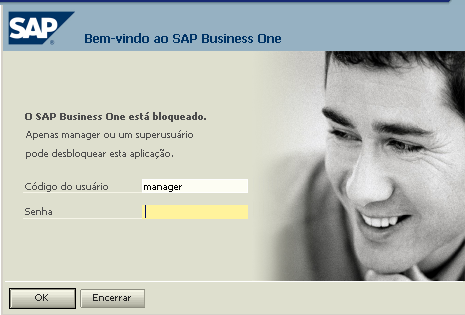 SAP®
Bem-vindo ao SAP Business One
O SAP Business One está bloqueado.
Apenas manager ou um superusuário
pode desbloquear esta aplicação.
Código do usuário manager
Senha
OK Encerrar